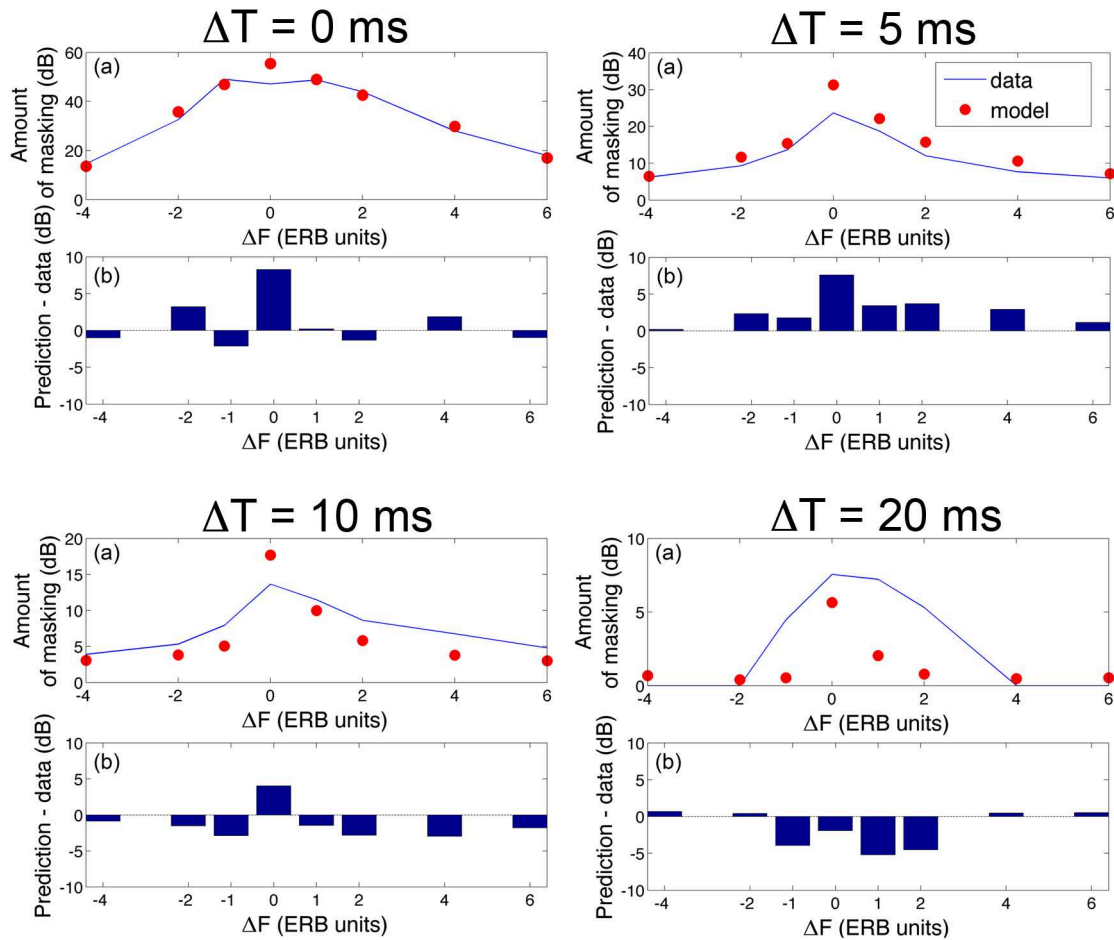 ΔT = 0 ms
(a)
Amount
of masking (dB)
60
40
20
0
-4 -2 0 2 4 6
ΔF (ERB units)
(b)
Prediction - data (dB)
10
5
0
-5
-10
-4 -2 -1 0 1 2 4 6
ΔF (ERB units)
ΔT = 5 ms
(a)
data
model
Amount
of masking (dB)
40
30
20
10
0
-4 -2 0 2 4 6
ΔF (ERB units)
(b)
Prediction - data (dB)
10
5
0
-5
-10
-4 -2 -1 0 1 2 4 6
ΔF (ERB units)
ΔT = 10 ms
(a)
Amount
of masking (dB)
20
15
10
5
0
-4 -2 0 2 4 6
ΔF (ERB units)
(b)
Prediction - data (dB)
10
5
0
-5
-10
-4 -2 -1 0 1 2 4 6
ΔF (ERB units)
ΔT = 20 ms
(a)
Amount
of masking (dB)
10
5
0
-4 -2 0 2 4 6
ΔF (ERB units)
(b)
Prediction - data (dB)
10
5
0
-5
-10
-4 -2 -1 0 1 2 4 6
ΔF (ERB units)